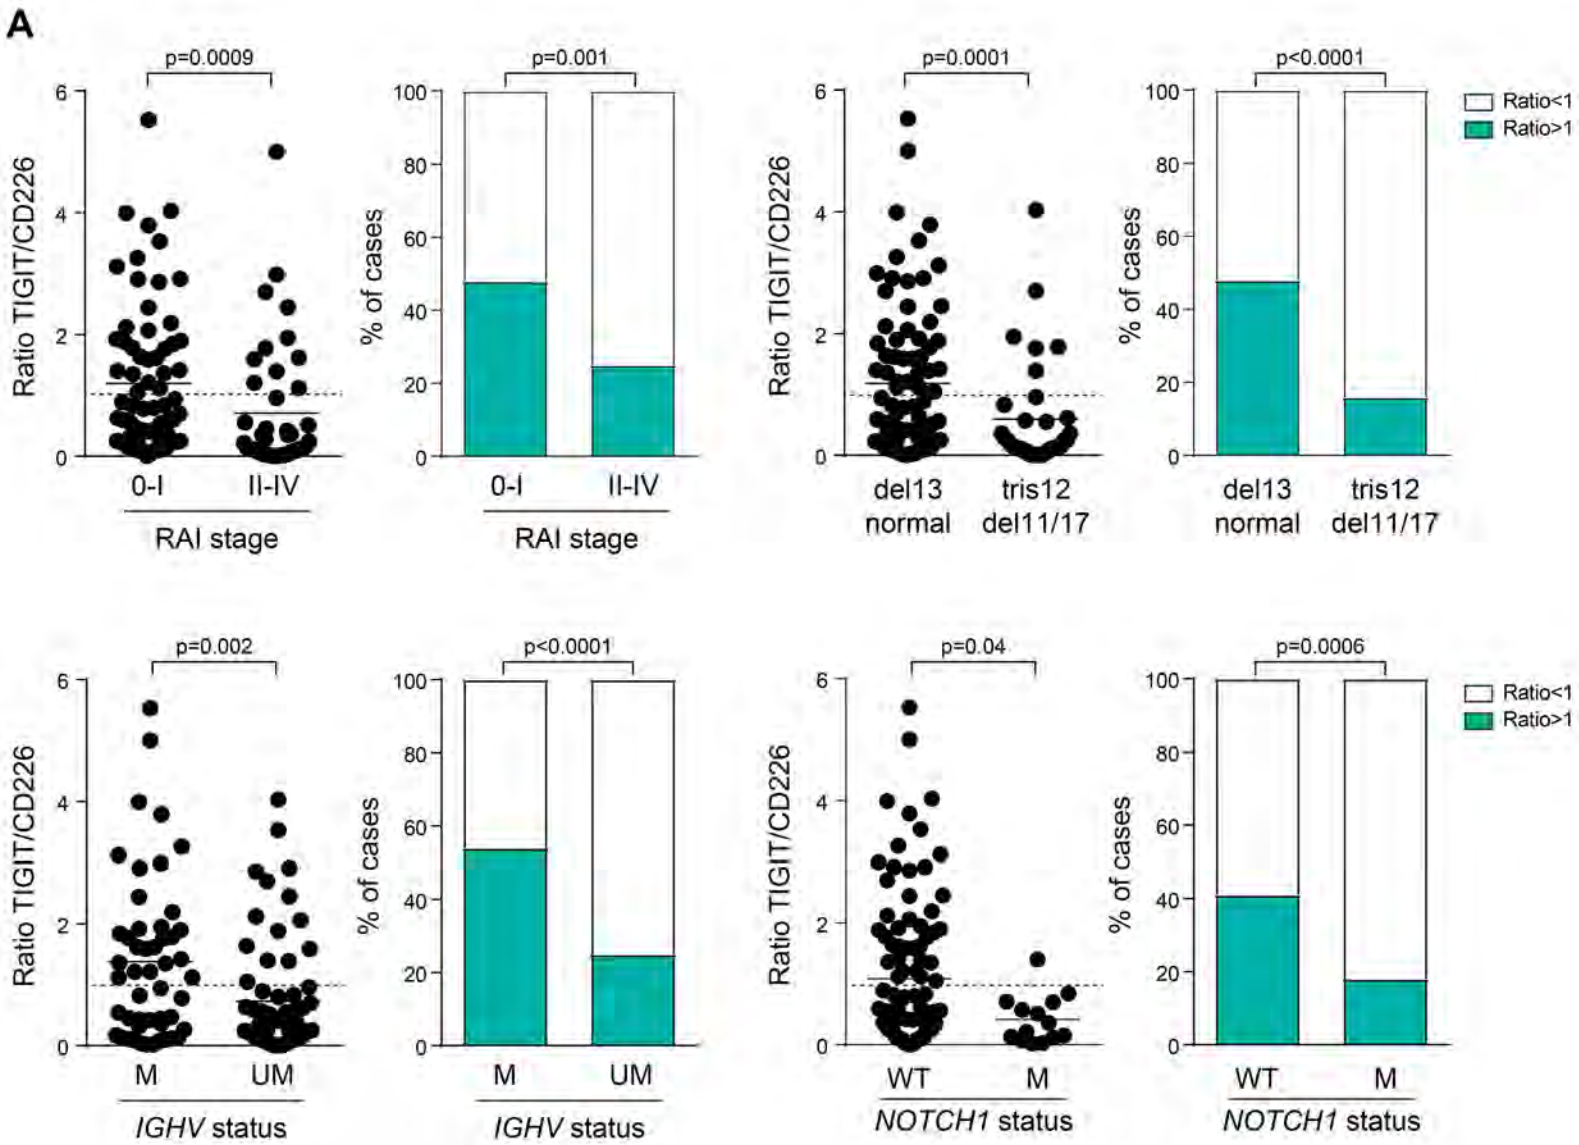 A
p=0.0009
Ratio TIGIT/CD226
6
4
2
0
0-I
II-IV
RAI stage
p=0.001
% of cases
100
80
60
40
20
0
0-I
II-IV
RAI stage
p=0.0001
Ratio TIGIT/CD226
6
4
2
0
del13
normal
tris12
del11/17
p<0.0001
% of cases
100
80
60
40
20
0
del13
normal
tris12
del11/17
Ratio<1
Ratio>1
p=0.002
Ratio TIGIT/CD226
6
4
2
0
M
UM
IGHV status
p<0.0001
% of cases
100
80
60
40
20
0
M
UM
IGHV status
p=0.04
Ratio TIGIT/CD226
6
4
2
0
WT
M
NOTCH1 status
p=0.0006
% of cases
100
80
60
40
20
0
WT
M
NOTCH1 status
Ratio<1
Ratio>1